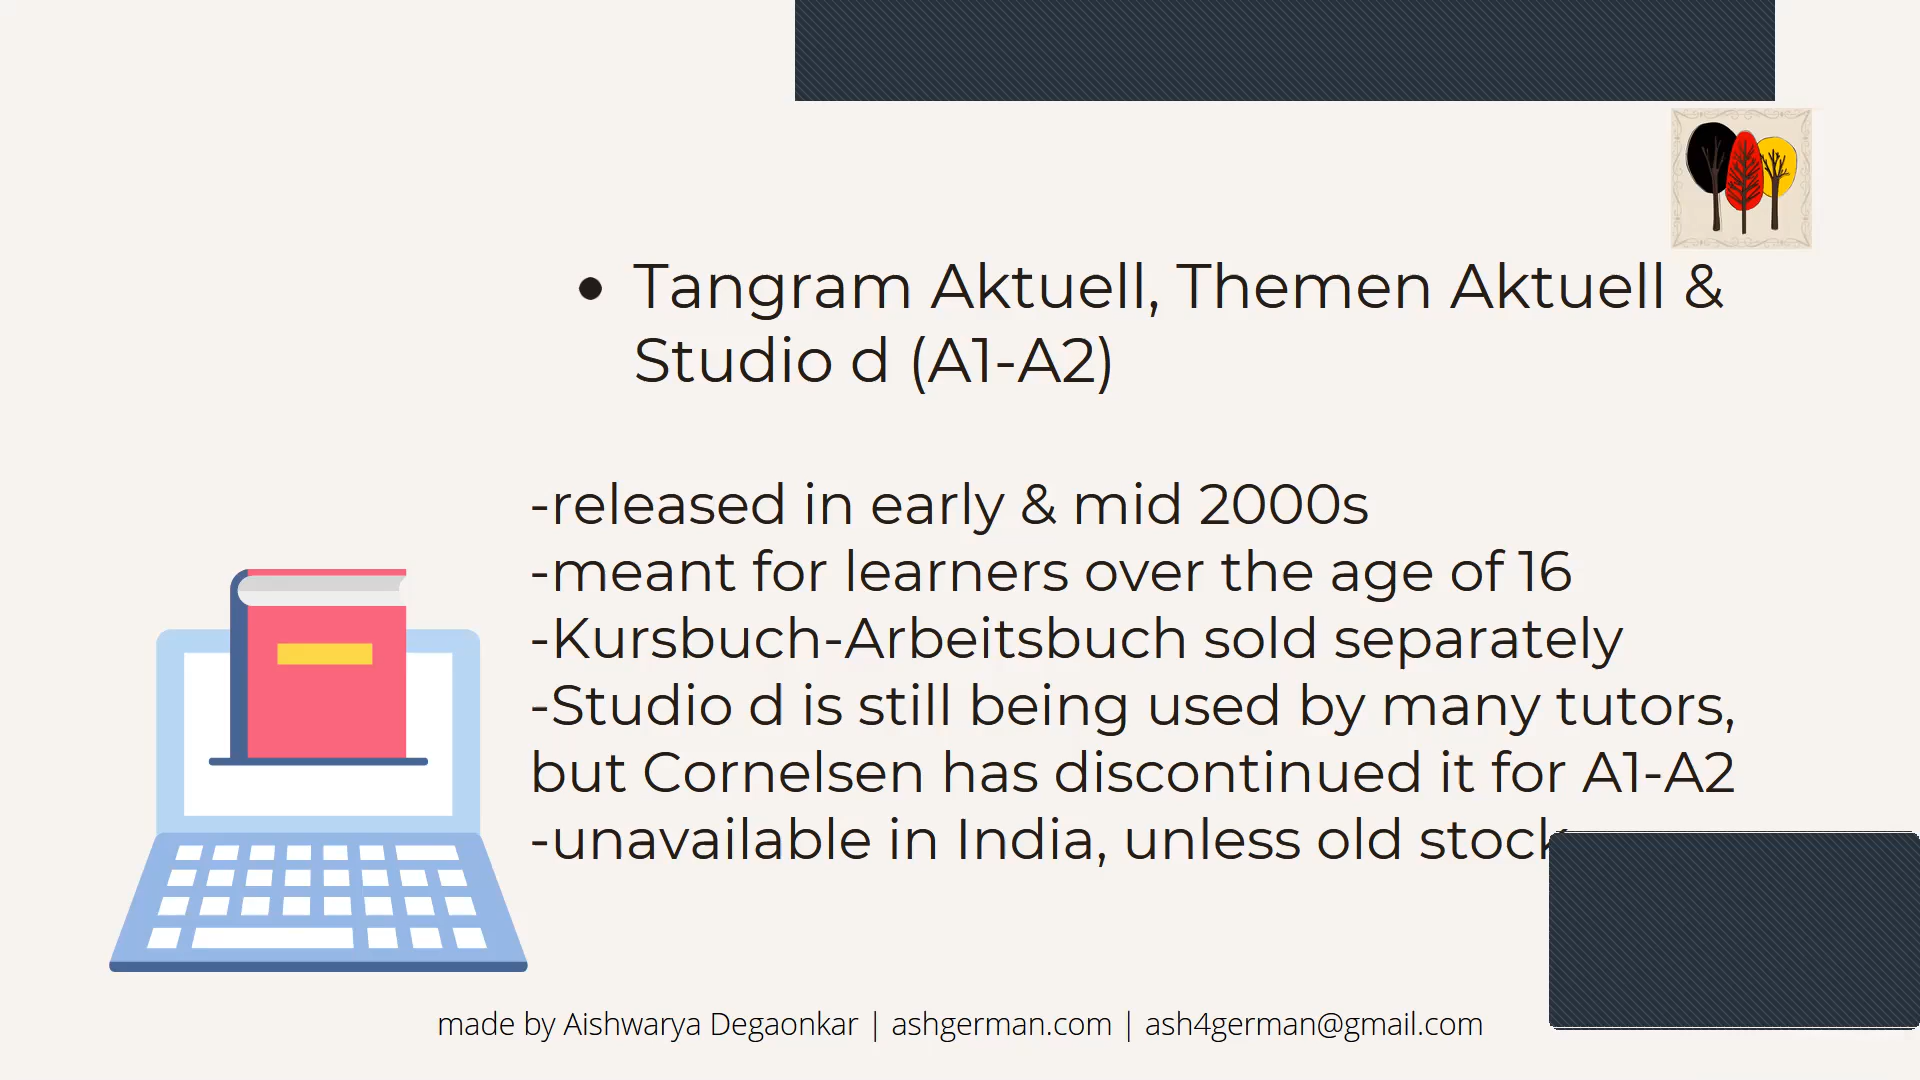 • Tangram Aktuell, Themen Aktuell &
Studio d (A1-A2)
-released in early & mid 2000s
-meant for learners over the age of 16
-Kursbuch-Arbeitsbuch sold separately
-Studio d is still being used by many tutors,
but Cornelsen has discontinued it for A1-A2
-unavailable in India, unless old stock
made by Aishwarya Degaonkar | ashgerman.com | ash4german@gmail.com